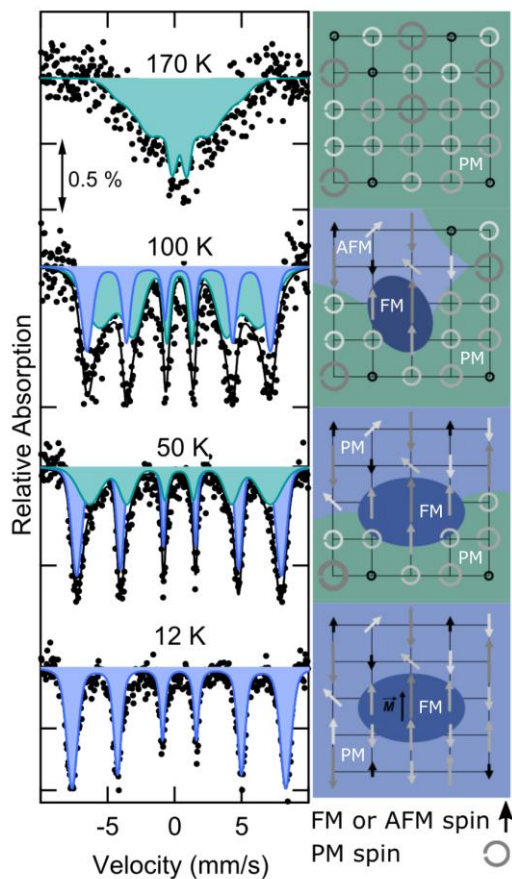 170 K
0.5 %
PM
100 K
AFM
FM
PM
50 K
PM
FM
PM
12 K
M
FM
PM
Relative Absorption
-5
0
5
Velocity (mm/s)
FM or AFM spin
PM spin